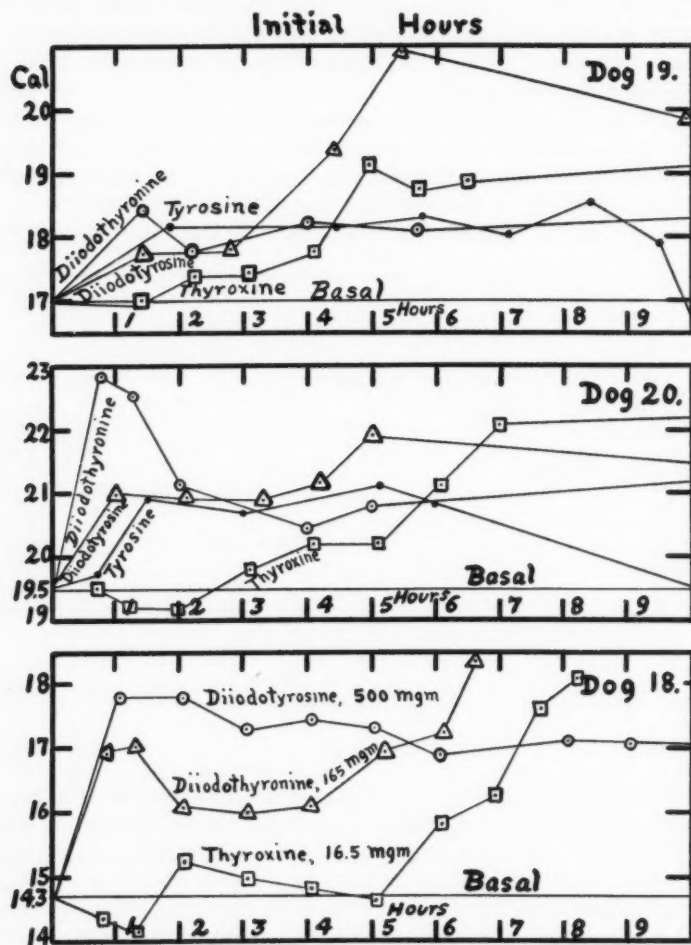 Initial Hours
Cal
Dog 19.
20
19
18
17
Diiodothyronine
Tyrosine
Diiodotyrosine
Thyroxine
Basal
Hours
1 2 3 4 5 6 7 8 9
Dog 20.
23
22
21
20
19.5
19
Diiodothyronine
Diiodotyrosine
Tyrosine
Thyroxine
Basal
Hours
1 2 3 4 5 6 7 8 9
Dog 18.
18
17
16
15
14.3
14
Diiodotyrosine, 500 mgm
Diiodothyronine, 165 mgm
Thyroxine, 16.5 mgm
Basal
Hours
1 2 3 4 5 6 7 8 9